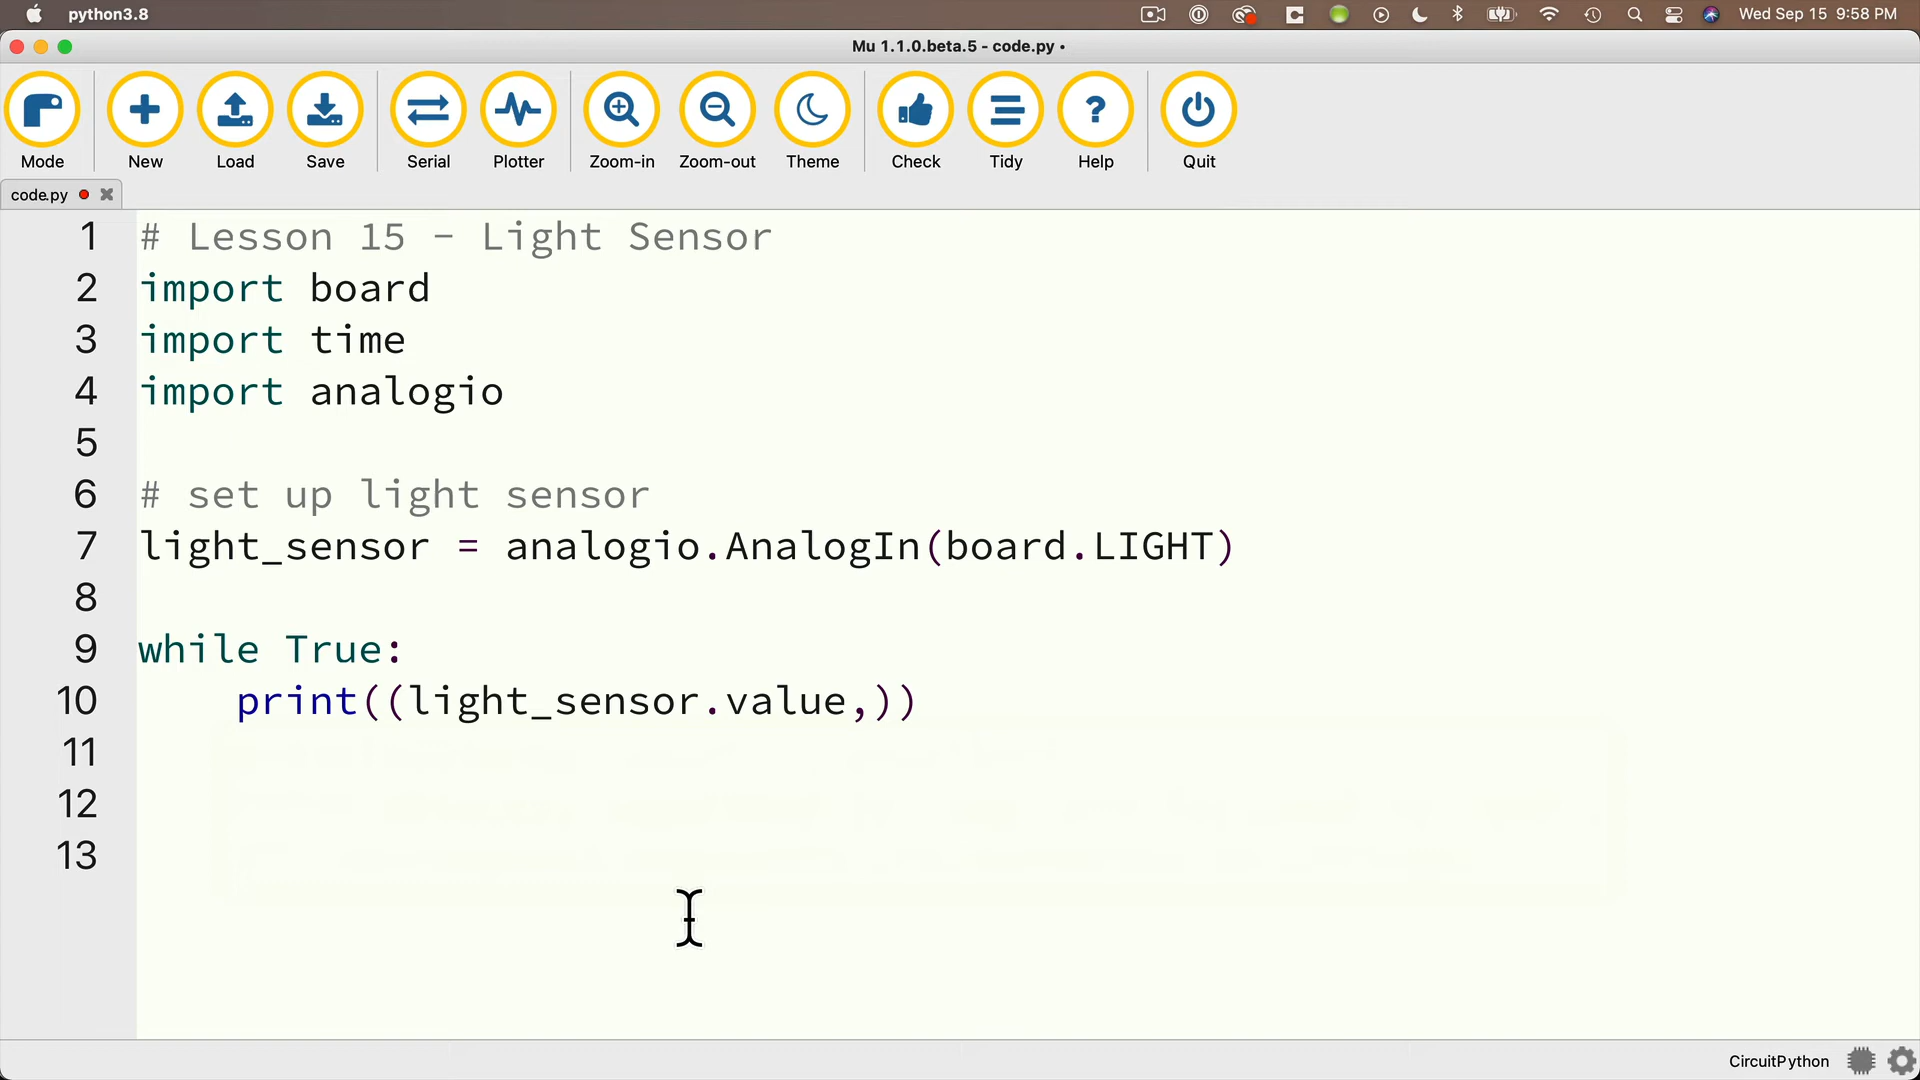 python3.8
Wed Sep 15 9:58 PM
Mu 1.1.0.beta.5 - code.py •
Mode New Load Save Serial Plotter Zoom-in Zoom-out Theme Check Tidy Help Quit
code.py
1 # Lesson 15 - Light Sensor
2 import board
3 import time
4 import analogio
5
6 # set up light sensor
7 light_sensor = analogio.AnalogIn(board.LIGHT)
8
9 while True:
10     print((light_sensor.value,))
11
12
13
CircuitPython